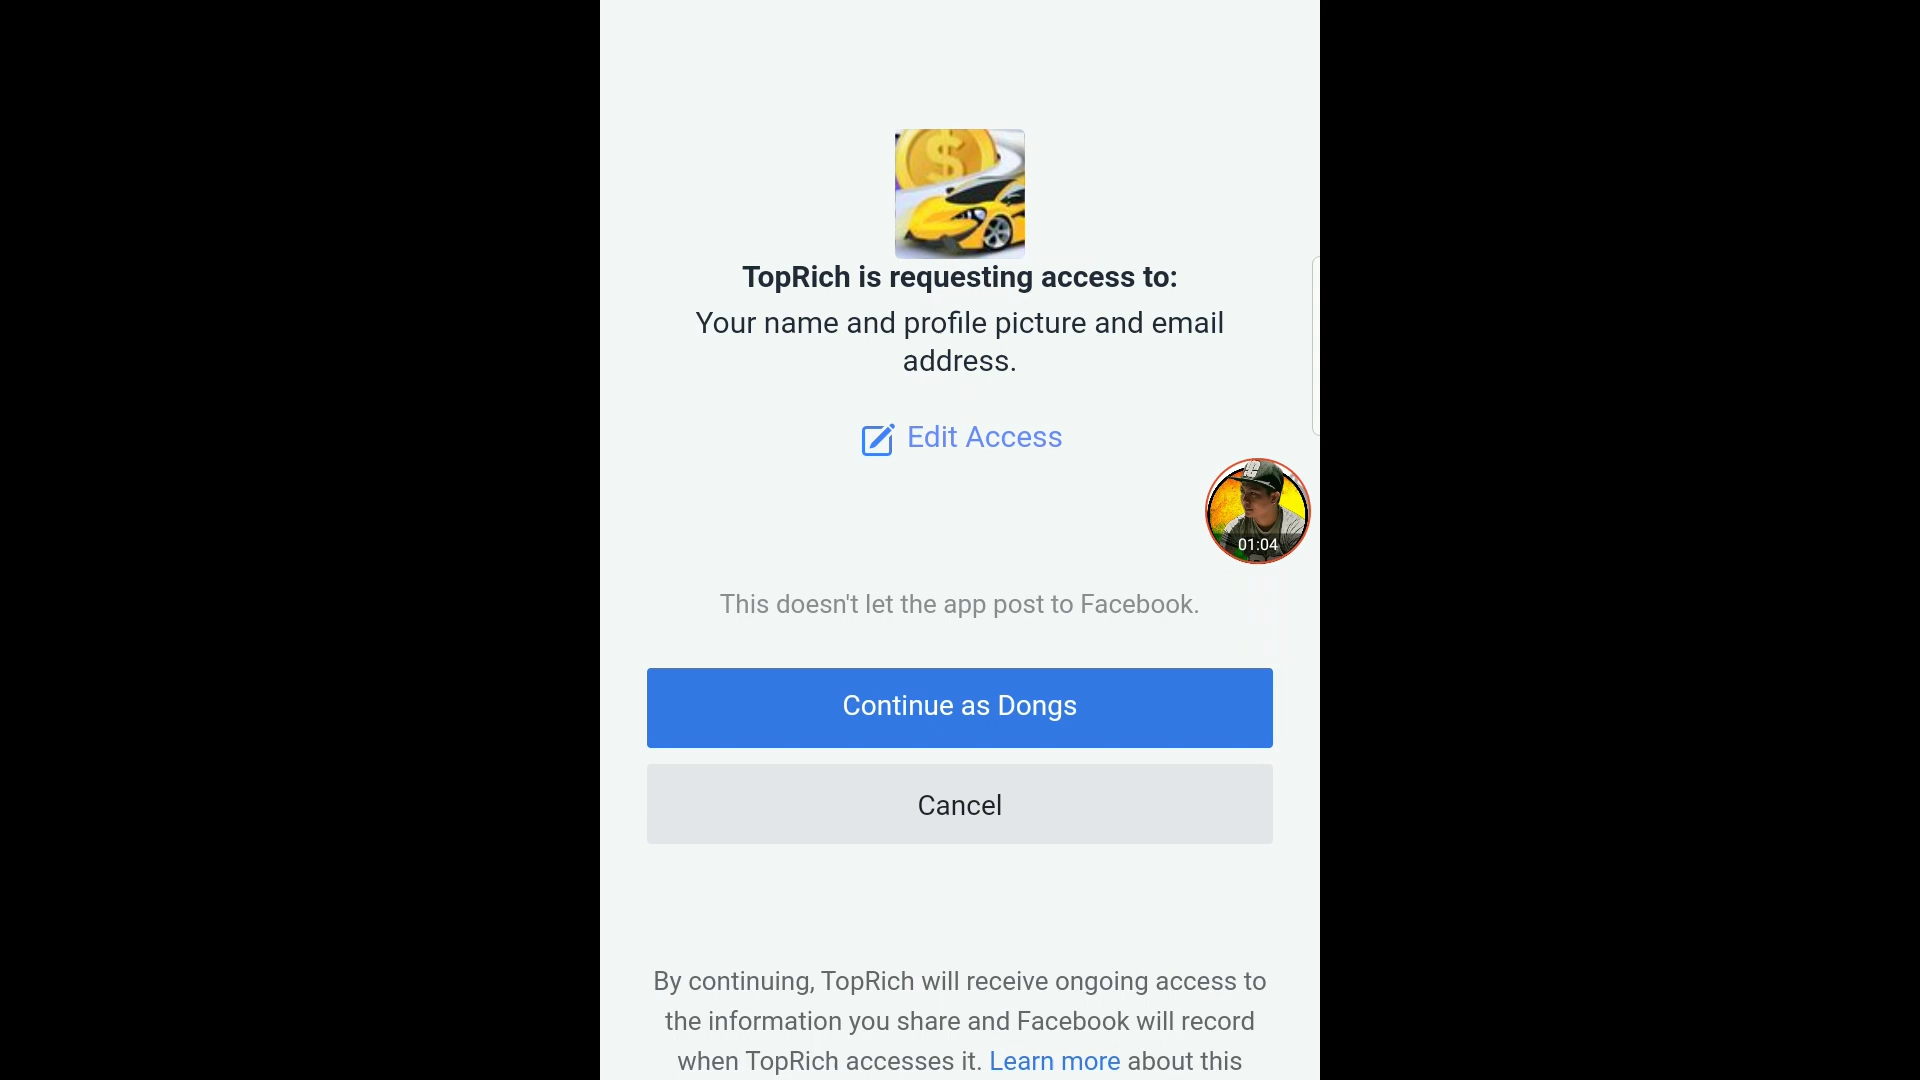 TopRich is requesting access to:
Your name and profile picture and email
address.
Edit Access
01:04
This doesn't let the app post to Facebook.
Continue as Dongs
Cancel
By continuing, TopRich will receive ongoing access to
the information you share and Facebook will record
when TopRich accesses it. Learn more about this